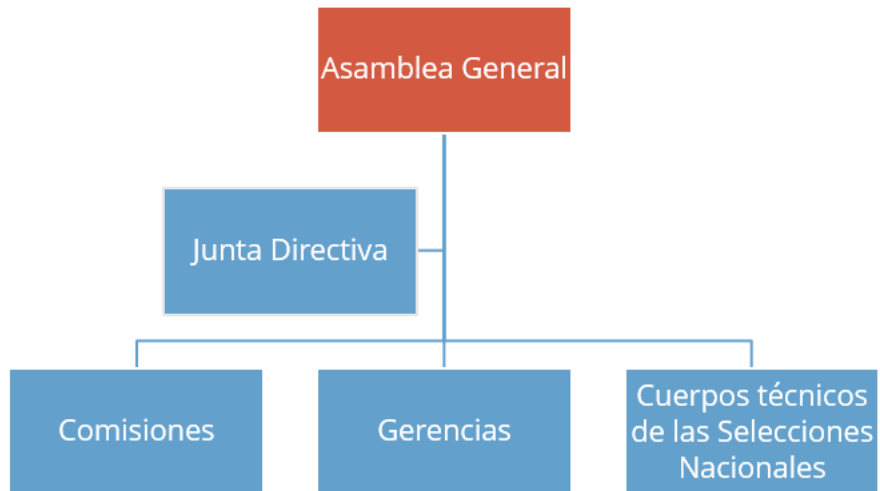 Asamblea General
Junta Directiva
Comisiones
Gerencias
Cuerpos técnicos
de las Selecciones
Nacionales